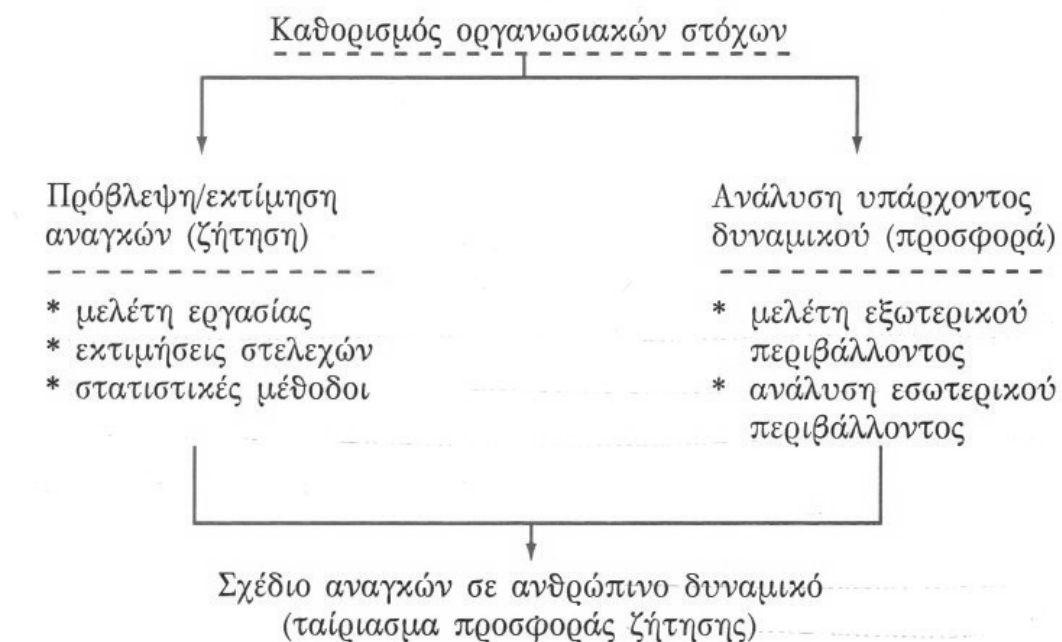 Καθορισμός οργανωσιακών στόχων
Πρόβλεψη/εκτίμηση
αναγκών (ζήτηση)
* μελέτη εργασίας
* εκτιμήσεις στελεχών
* στατιστικές μέθοδοι
Ανάλυση υπάρχοντος
δυναμικού (προσφορά)
* μελέτη εξωτερικού
περιβάλλοντος
* ανάλυση εσωτερικού
περιβάλλοντος
Σχέδιο αναγκών σε ανθρώπινο δυναμικό
(ταίριασμα προσφοράς ζήτησης)